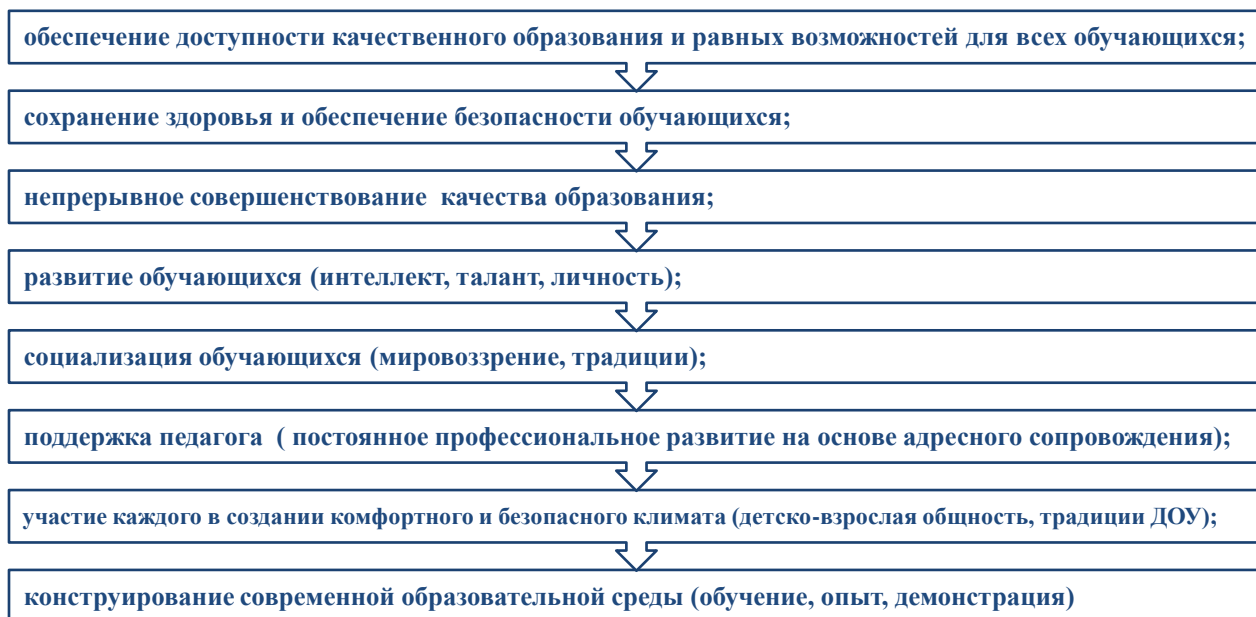 обеспечение доступности качественного образования и равных возможностей для всех обучающихся;
сохранение здоровья и обеспечение безопасности обучающихся;
непрерывное совершенствование качества образования;
развитие обучающихся (интеллект, талант, личность);
социализация обучающихся (мировоззрение, традиции);
поддержка педагога ( постоянное профессиональное развитие на основе адресного сопровождения);
участие каждого в создании комфортного и безопасного климата (детско-взрослая общность, традиции ДОУ);
конструирование современной образовательной среды (обучение, опыт, демонстрация)